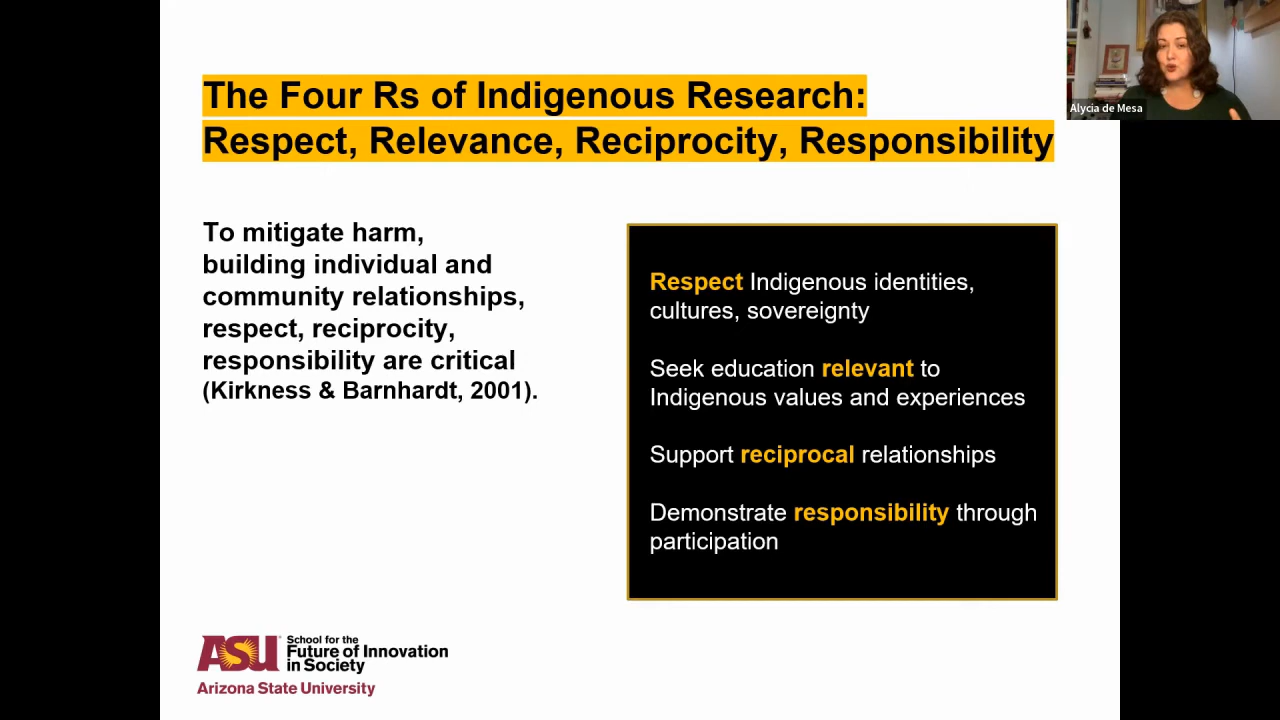 The Four Rs of Indigenous Research:
Respect, Relevance, Reciprocity, Responsibility
Alycia de Mesa
To mitigate harm,
building individual and
community relationships,
respect, reciprocity,
responsibility are critical
(Kirkness & Barnhardt, 2001).
Respect Indigenous identities,
cultures, sovereignty
Seek education relevant to
Indigenous values and experiences
Support reciprocal relationships
Demonstrate responsibility through
participation
ASU
School for the
Future of Innovation
in Society
Arizona State University